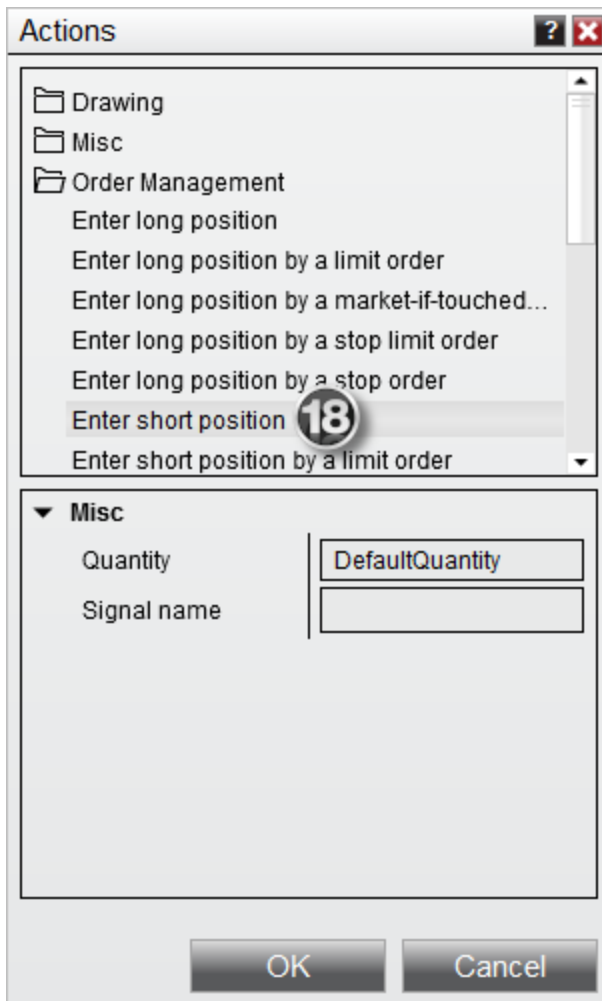 Actions
?
Drawing
Misc
Order Management
Enter long position
Enter long position by a limit order
Enter long position by a market-if-touched...
Enter long position by a stop limit order
Enter long position by a stop order
Enter short position 18
Enter short position by a limit order
Misc
Quantity DefaultQuantity
Signal name
OK Cancel